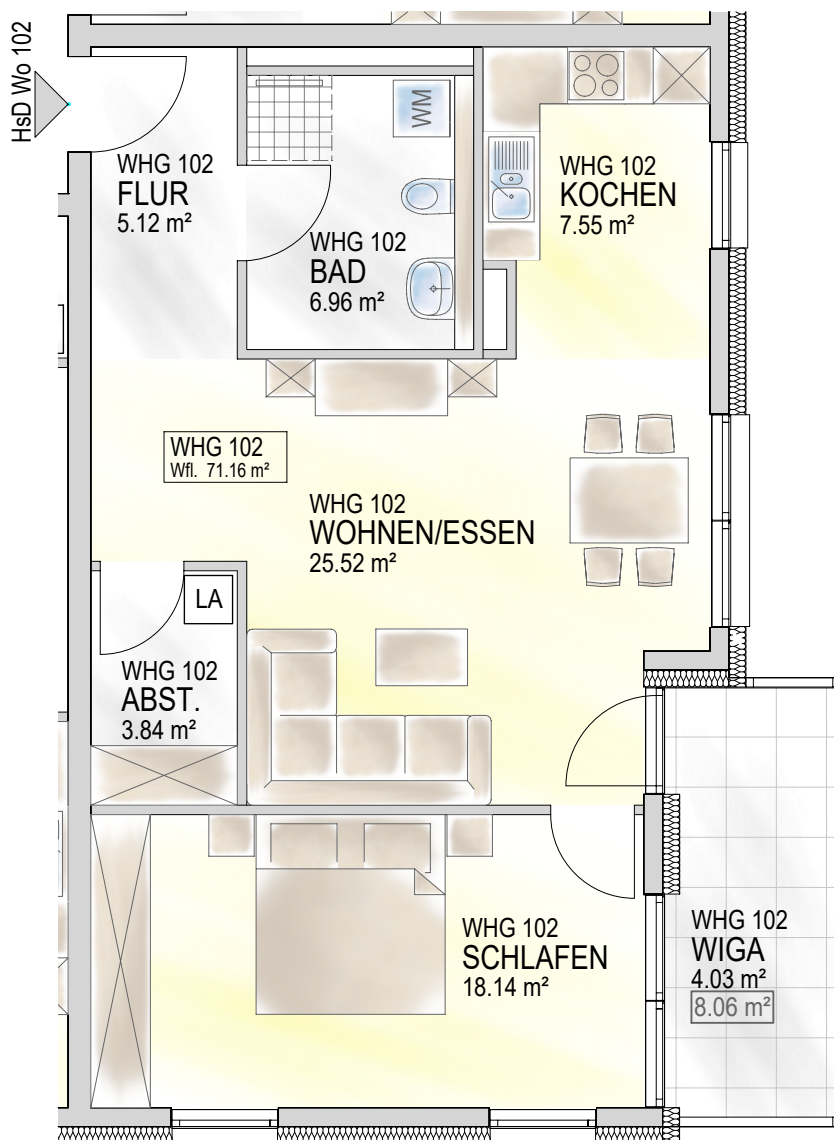 HsD Wo 102
WHG 102
FLUR
5.12 m²
WM
WHG 102
BAD
6.96 m²
WHG 102
KOCHEN
7.55 m²
WHG 102
Wfl. 71.16 m²
WHG 102
WOHNEN/ESSEN
25.52 m²
LA
WHG 102
ABST.
3.84 m²
WHG 102
SCHLAFEN
18.14 m²
WHG 102
WIGA
4.03 m²
8.06 m²